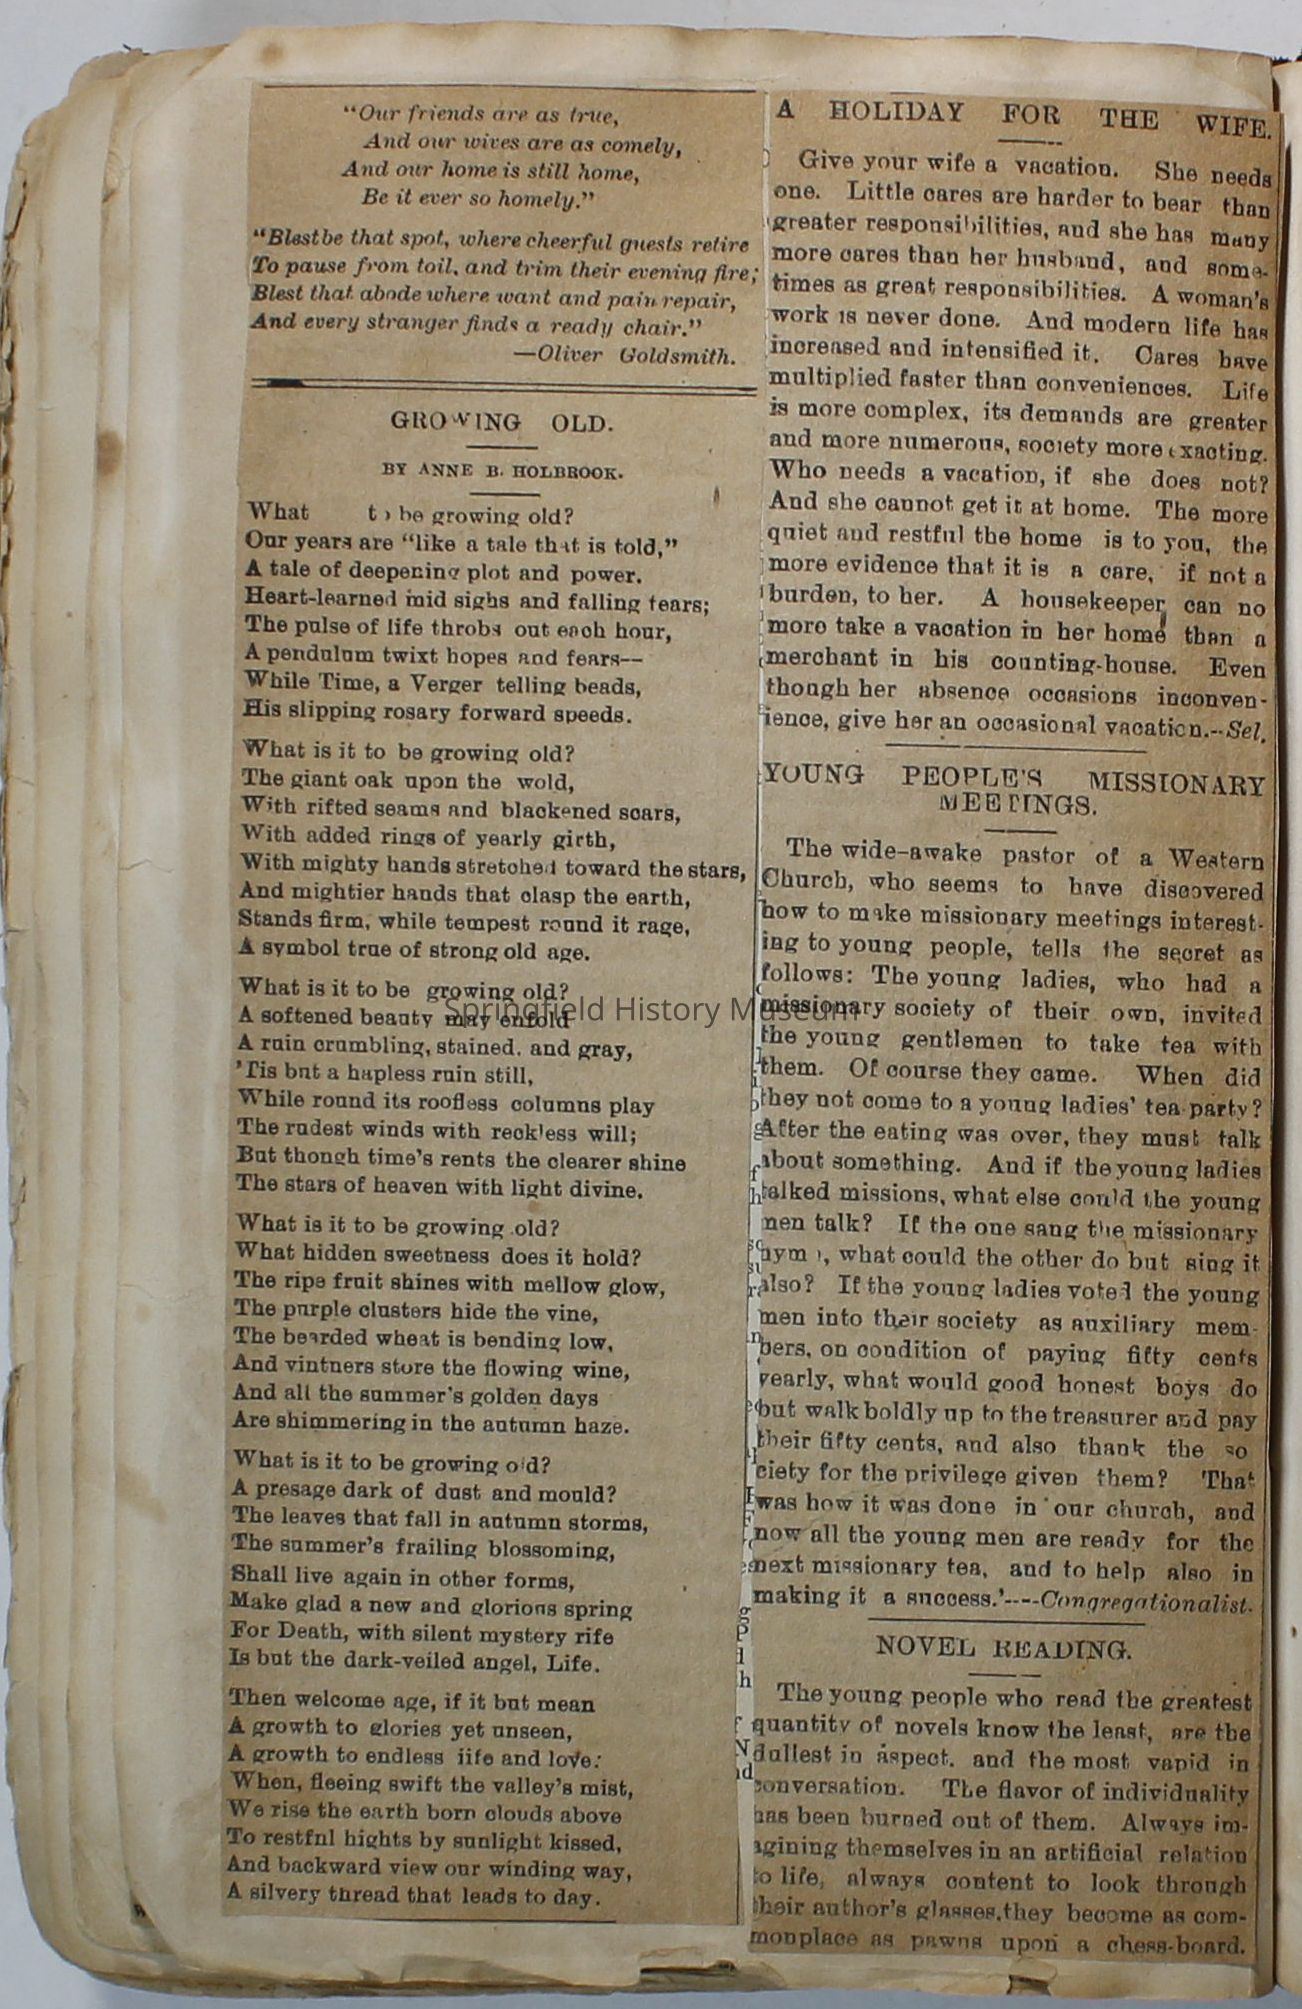 "Our friends are as true,
And our wives are as comely,
And our home is still home,
Be it ever so homely."
"Blest be that spot, where cheerful guests retire
To pause from toil, and trim their evening fire;
Blest that abode where want and pain repair,
And every stranger finds a ready chair."
—Oliver Goldsmith.
GROWING OLD.
BY ANNE B. HOLBROOK.
What to be growing old?
Our years are "like a tale that is told,"
A tale of deepening plot and power,
Heart-learned mid sighs and falling tears;
The pulse of life throbs out each hour,
A pendulum twixt hopes and fears--
While Time, a Verger telling beads,
His slipping rosary forward speeds.
What is it to be growing old?
The giant oak upon the wold,
With rifted seams and blackened scars,
With added rings of yearly girth,
With mighty hands stretched toward the stars,
And mightier hands that clasp the earth,
Stands firm, while tempest round it rage,
A symbol true of strong old age.
What is it to be growing old?
A softened beauty may enfold
A ruin crumbling, stained, and gray,
'Tis but a hapless ruin still,
While round its roofless columns play
The rudest winds with reckless will;
But though time's rents the clearer shine
The stars of heaven with light divine.
What is it to be growing old?
What hidden sweetness does it hold?
The ripe fruit shines with mellow glow,
The purple clusters hide the vine,
The bearded wheat is bending low,
And vintners store the flowing wine,
And all the summer's golden days
Are shimmering in the autumn haze.
What is it to be growing old?
A presage dark of dust and mould?
The leaves that fall in autumn storms,
The summer's frailing blossoming,
Shall live again in other forms,
Make glad a new and glorious spring
For Death, with silent mystery rife
Is but the dark-veiled angel, Life.
Then welcome age, if it but mean
A growth to glories yet unseen,
A growth to endless life and love:
When, fleeing swift the valley's mist,
We rise the earth born clouds above
To restful hights by sunlight kissed,
And backward view our winding way,
A silvery thread that leads to day.
A HOLIDAY FOR THE WIFE.
Give your wife a vacation. She needs
one. Little cares are harder to bear than
greater responsibilities, and she has many
more cares than her husband, and some-
times as great responsibilities. A woman's
work is never done. And modern life has
increased and intensified it. Cares have
multiplied faster than conveniences. Life
is more complex, its demands are greater
and more numerous, society more exacting.
Who needs a vacation, if she does not?
And she cannot get it at home. The more
quiet and restful the home is to you, the
more evidence that it is a care, if not a
burden, to her. A housekeeper can no
more take a vacation in her home than a
merchant in his counting-house. Even
though her absence occasions inconven-
ience, give her an occasional vacation.--Sel.
YOUNG PEOPLE'S MISSIONARY
MEETINGS.
The wide-awake pastor of a Western
Church, who seems to have discovered
how to make missionary meetings interest-
ing to young people, tells the secret as
follows: The young ladies, who had a
missionary society of their own, invited
the young gentlemen to take tea with
them. Of course they came. When did
they not come to a young ladies' tea party?
After the eating was over, they must talk
about something. And if the young ladies
talked missions, what else could the young
men talk? If the one sang the missionary
hymn, what could the other do but sing it
also? If the young ladies voted the young
men into their society as auxiliary mem-
bers, on condition of paying fifty cents
yearly, what would good honest boys do
but walk boldly up to the treasurer and pay
their fifty cents, and also thank the so
ciety for the privilege given them? That
was how it was done in our church, and
now all the young men are ready for the
next missionary tea, and to help also in
making it a success.'----Congregationalist.
NOVEL READING.
The young people who read the greatest
quantity of novels know the least, are the
dullest in aspect, and the most vapid in
conversation. The flavor of individuality
has been burned out of them. Always im-
agining themselves in an artificial relation
to life, always content to look through
their author's glasses, they become as com-
monplace as pawns upon a chess-board.
Springfield History Museum